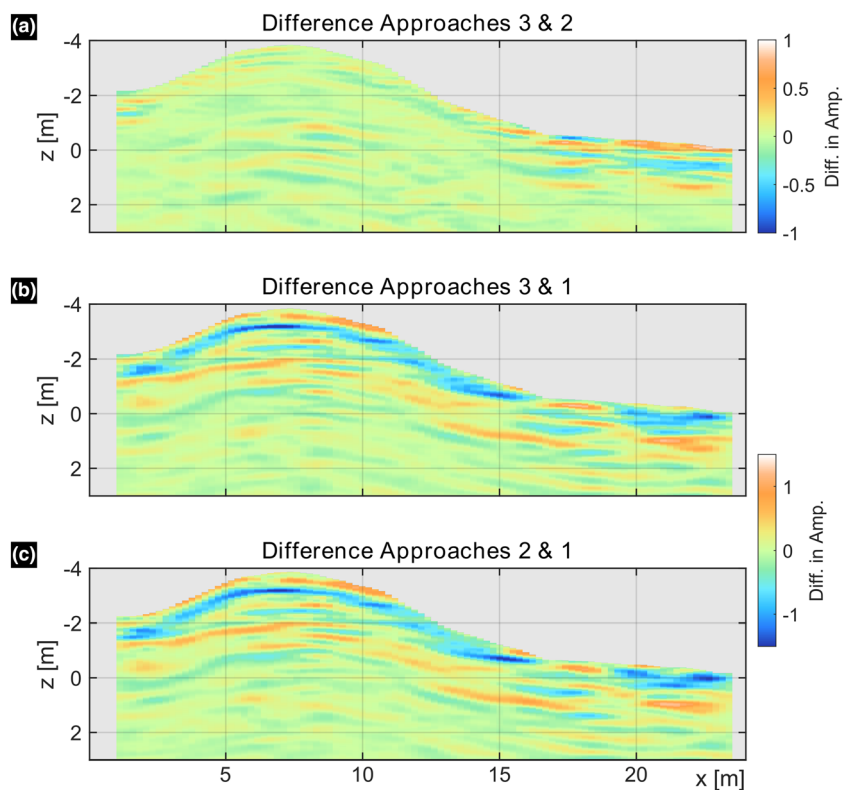 (a)
Difference Approaches 3 & 2
-4
-2
0
2
z [m]
1
0.5
0
-0.5
-1
Diff. in Amp.
(b)
Difference Approaches 3 & 1
-4
-2
0
2
z [m]
1
0
-1
Diff. in Amp.
(c)
Difference Approaches 2 & 1
-4
-2
0
2
z [m]
5
10
15
20
x [m]